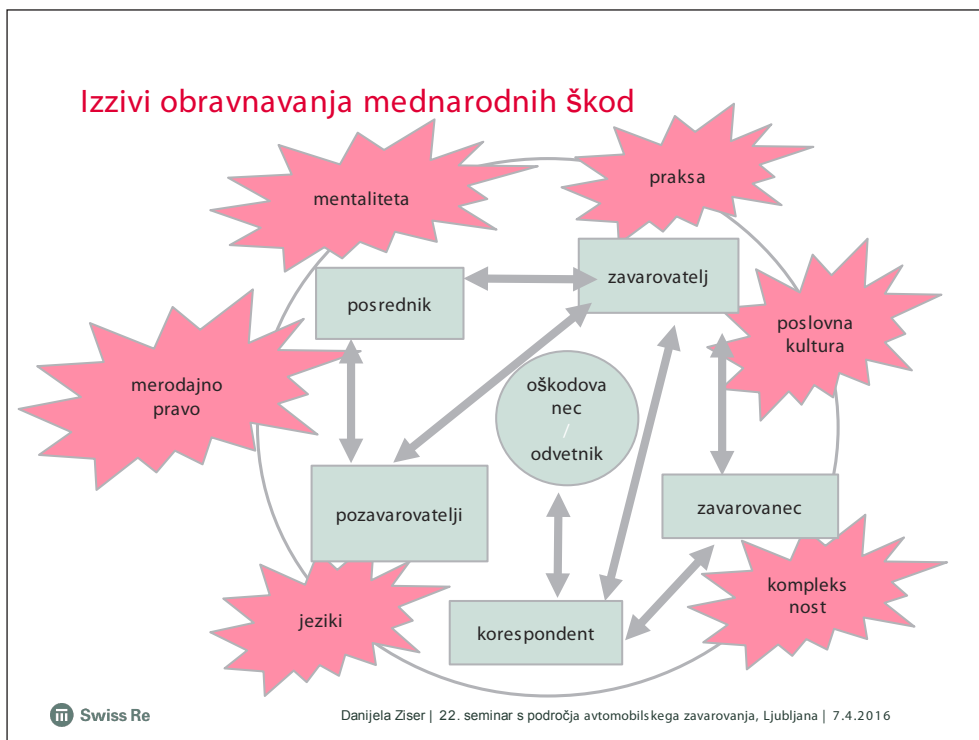 Izzivi obravnavanja mednarodnih škod
mentaliteta
praksa
posrednik
zavarovatelj
poslovna
kultura
merodajno
pravo
oškodova
nec
/
odvetnik
pozavarovatelji
zavarovanec
jeziki
korespondent
kompleks
nost
Swiss Re
Danijela Ziser | 22. seminar s področja avtomobilskega zavarovanja, Ljubljana | 7.4.2016